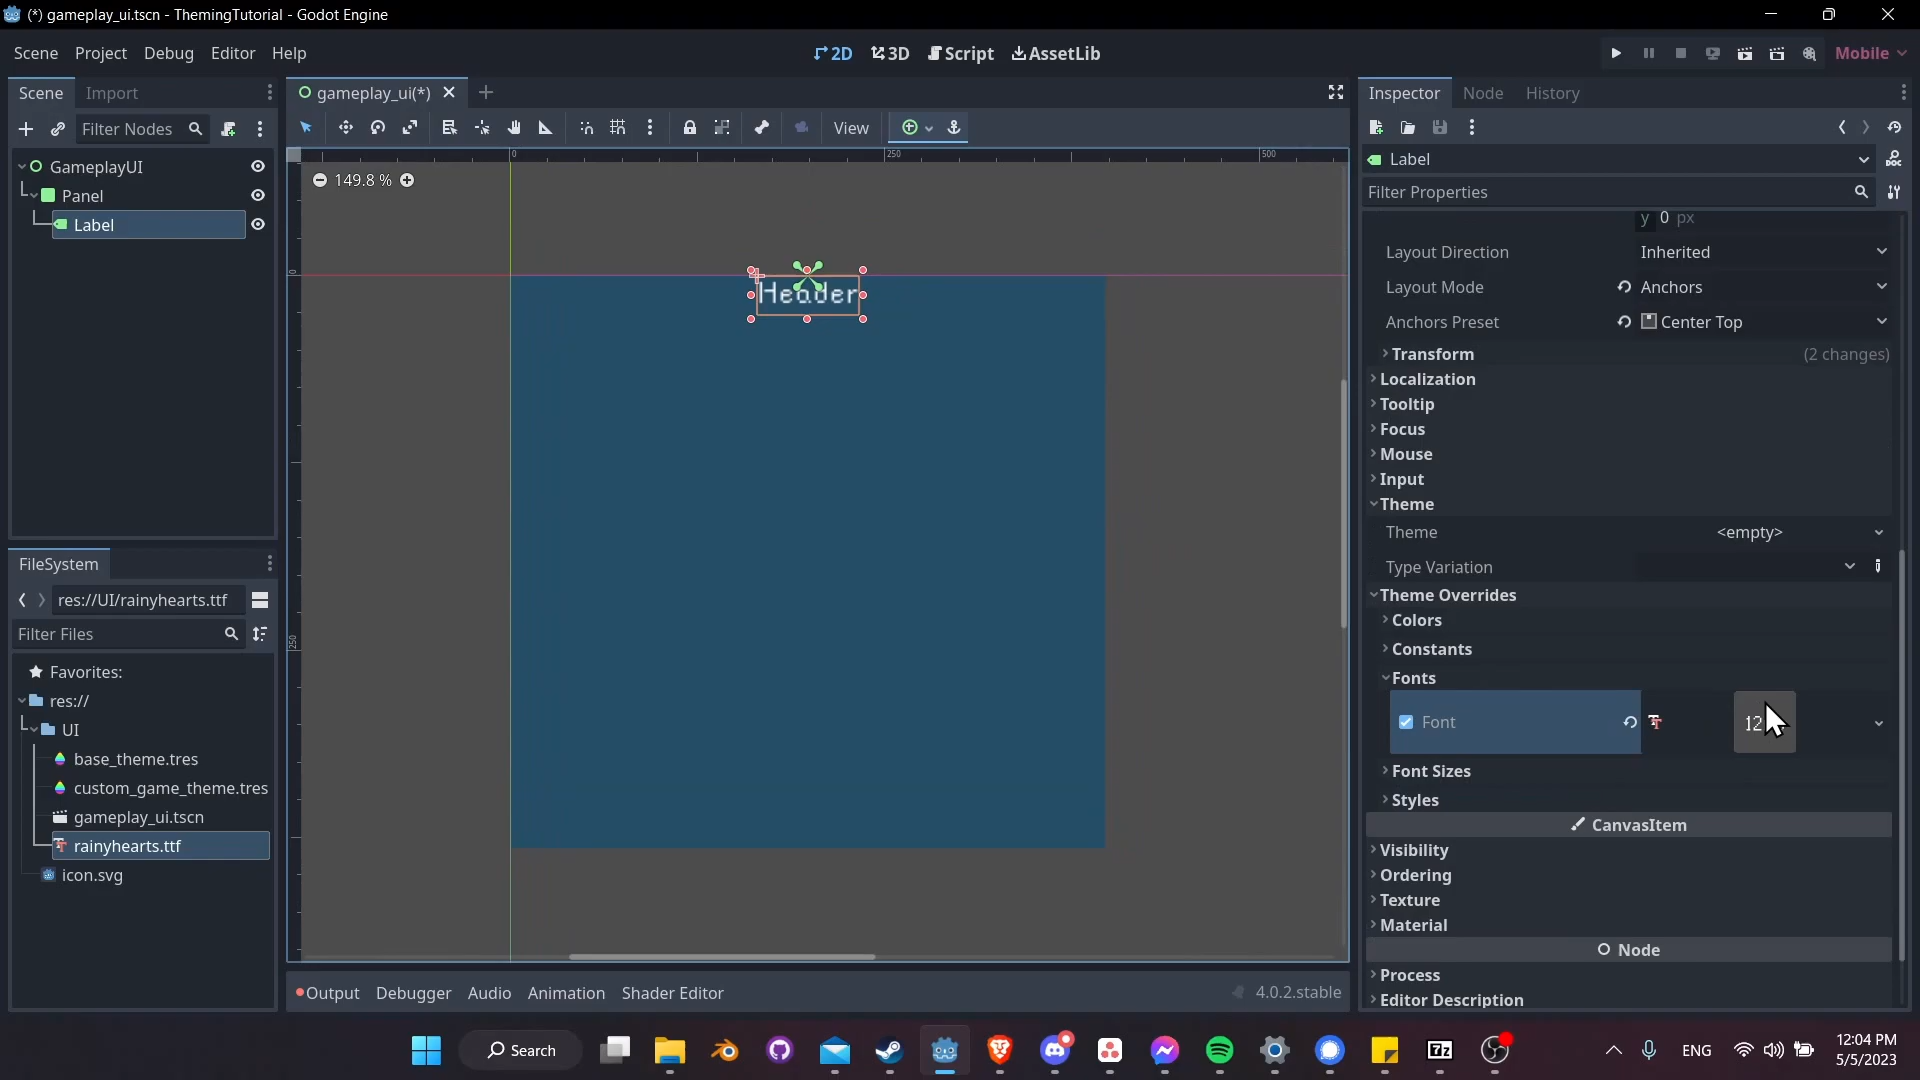 (*) gameplay_ui.tscn - ThemingTutorial - Godot Engine
Scene Project Debug Editor Help
2D 3D Script AssetLib
Mobile
Scene Import
Filter Nodes
GameplayUI
Panel
Label
FileSystem
res://UI/rainyhearts.ttf
Filter Files
Favorites:
res://
UI
base_theme.tres
custom_game_theme.tres
gameplay_ui.tscn
rainyhearts.ttf
icon.svg
gameplay_ui(*)
View
0 250 500
149.8 %
0
250
Header
Output Debugger Audio Animation Shader Editor
4.0.2.stable
Inspector Node History
Label
Filter Properties
y 0 px
Layout Direction Inherited
Layout Mode Anchors
Anchors Preset Center Top
Transform (2 changes)
Localization
Tooltip
Focus
Mouse
Input
Theme
Theme <empty>
Type Variation
Theme Overrides
Colors
Constants
Fonts
Font
Font Sizes
Styles
CanvasItem
Visibility
Ordering
Texture
Material
Node
Process
Editor Description
Search
7z
ENG
12:04 PM
5/5/2023